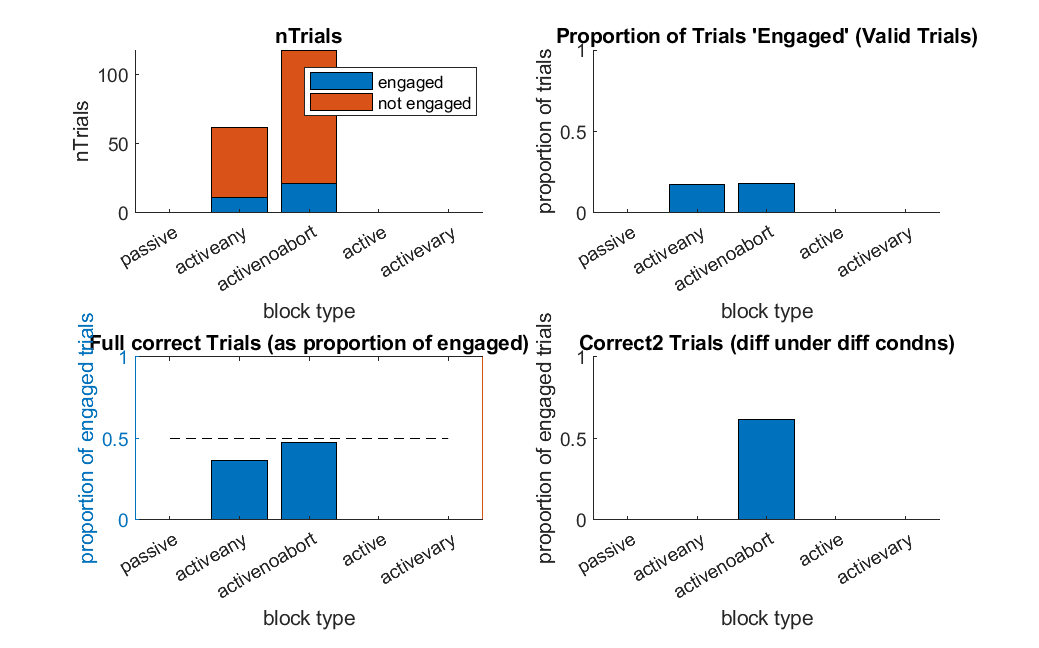 nTrials
nTrials
100
50
0
engaged
not engaged
passive
activeany
activenoabort
active
activevary
block type
Proportion of Trials 'Engaged' (Valid Trials)
proportion of trials
1
0.5
0
passive
activeany
activenoabort
active
activevary
block type
Full correct Trials (as proportion of engaged)
proportion of engaged trials
1
0.5
0
passive
activeany
activenoabort
active
activevary
block type
Correct2 Trials (diff under diff condns)
proportion of engaged trials
1
0.5
0
passive
activeany
activenoabort
active
activevary
block type